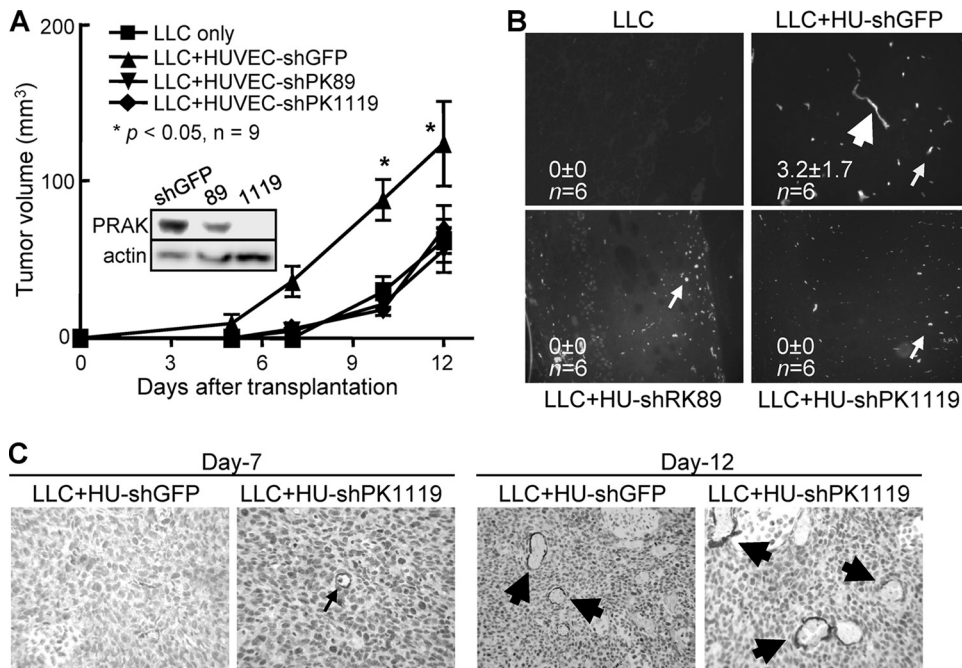 A
200
100
0
Tumor volume (mm³)
LLC only
LLC+HUVEC-shGFP
LLC+HUVEC-shPK89
LLC+HUVEC-shPK1119
* p < 0.05, n = 9
*
*
shGFP 89 1119
PRAK
actin
0 3 6 9 12
Days after transplantation
B
LLC LLC+HU-shGFP
0±0
n=6
3.2±1.7
n=6
0±0
n=6
0±0
n=6
LLC+HU-shRK89 LLC+HU-shPK1119
C
Day-7 Day-12
LLC+HU-shGFP LLC+HU-shPK1119 LLC+HU-shGFP LLC+HU-shPK1119